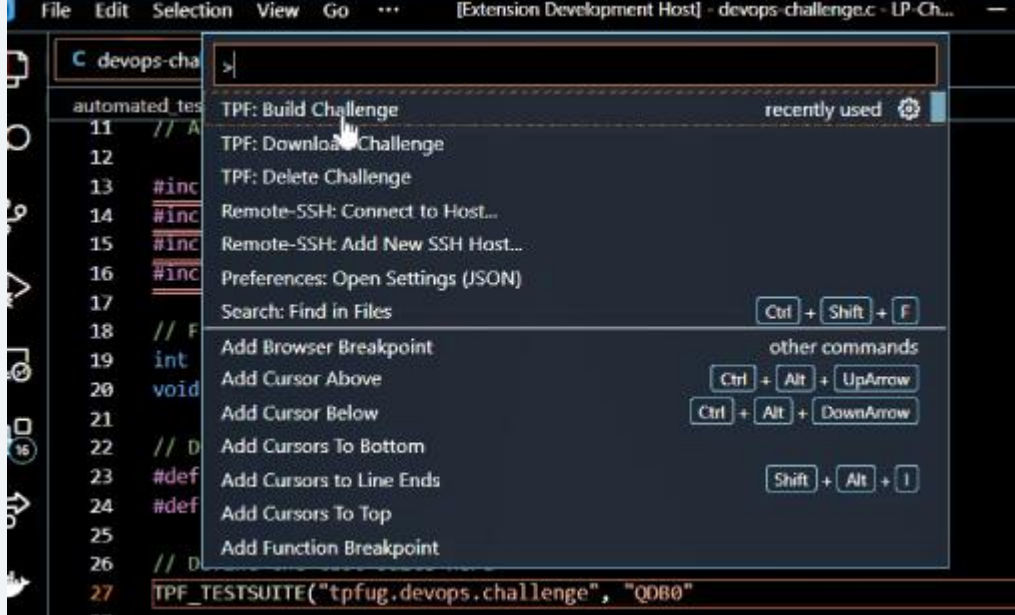 File Edit Selection View Go ··· [Extension Development Host] - devops-challenge.c - LP-Ch...
C devops-cha
>
automated_tes
TPF: Build Challenge recently used
11 // A
TPF: Download Challenge
12
TPF: Delete Challenge
13 #inc
Remote-SSH: Connect to Host...
14 #inc
Remote-SSH: Add New SSH Host...
15 #inc
Preferences: Open Settings (JSON)
16 #inc
Search: Find in Files Ctrl + Shift + F
17
18 // F
Add Browser Breakpoint other commands
19 int
Add Cursor Above Ctrl + Alt + UpArrow
20 void
Add Cursor Below Ctrl + Alt + DownArrow
21
Add Cursors To Bottom
22 // D
Add Cursors to Line Ends Shift + Alt + I
23 #def
Add Cursors To Top
24 #def
Add Function Breakpoint
25
26 // D
16
27 TPF_TESTSUITE("tpfug.devops.challenge", "QDB0"